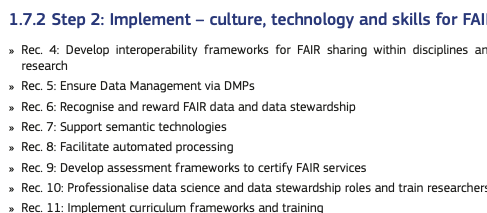 1.7.2 Step 2: Implement – culture, technology and skills for FAI
» Rec. 4: Develop interoperability frameworks for FAIR sharing within disciplines an
research
» Rec. 5: Ensure Data Management via DMPs
» Rec. 6: Recognise and reward FAIR data and data stewardship
» Rec. 7: Support semantic technologies
» Rec. 8: Facilitate automated processing
» Rec. 9: Develop assessment frameworks to certify FAIR services
» Rec. 10: Professionalise data science and data stewardship roles and train researchers
» Rec. 11: Implement curriculum frameworks and training